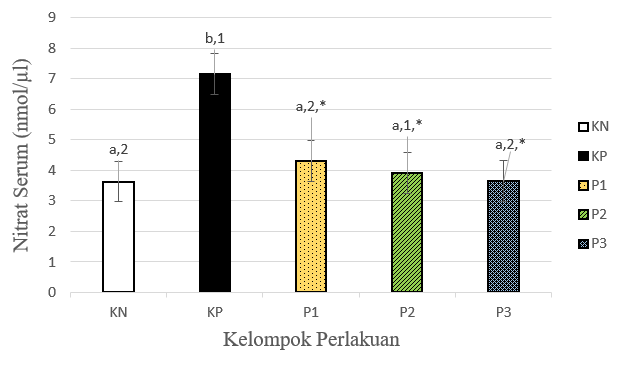 9
8
7
6
5
4
3
2
1
0
Nitrat Serum (nmol/µl)
a,2
b,1
a,2,*
a,1,*
a,2,*
KN
KP
P1
P2
P3
Kelompok Perlakuan
KN
KP
P1
P2
P3